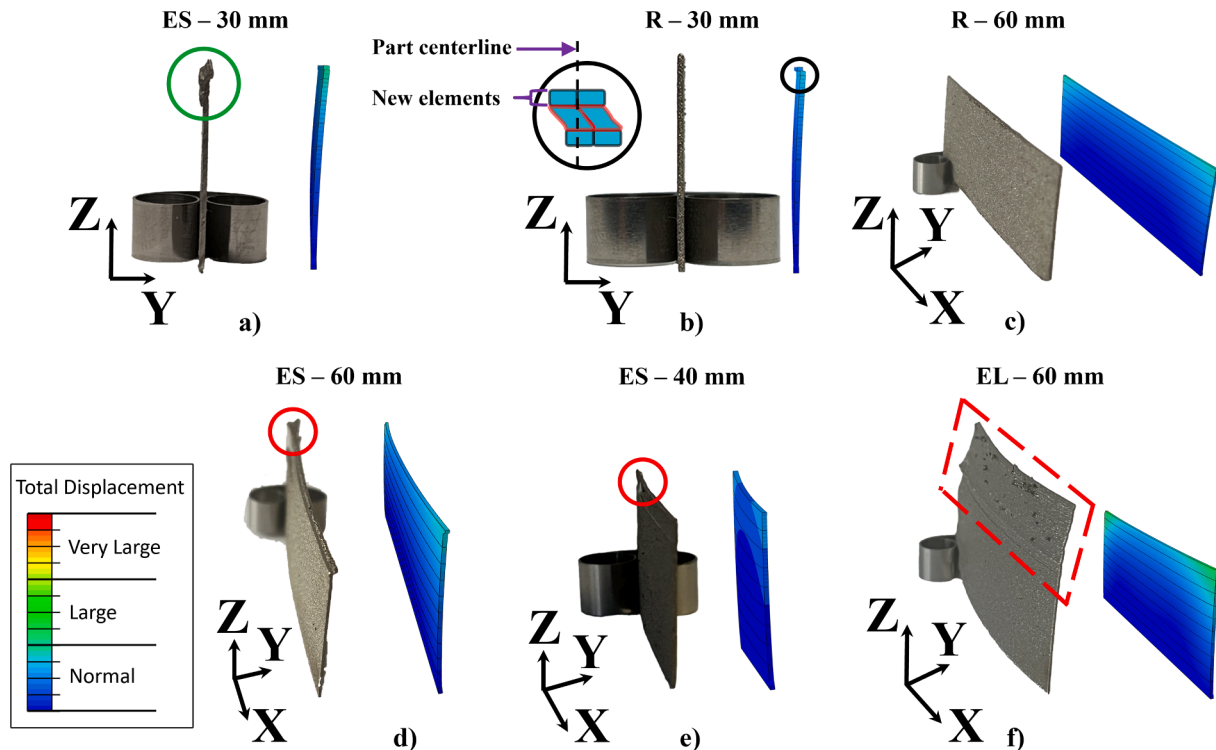 ES – 30 mm
R – 30 mm
R – 60 mm
Part centerline
New elements
Z
Y
a)
Z
Y
b)
Z
Y
X
c)
ES – 60 mm
ES – 40 mm
EL – 60 mm
Total Displacement
Very Large
Large
Normal
Z
Y
X
d)
Z
Y
X
e)
Z
Y
X
f)